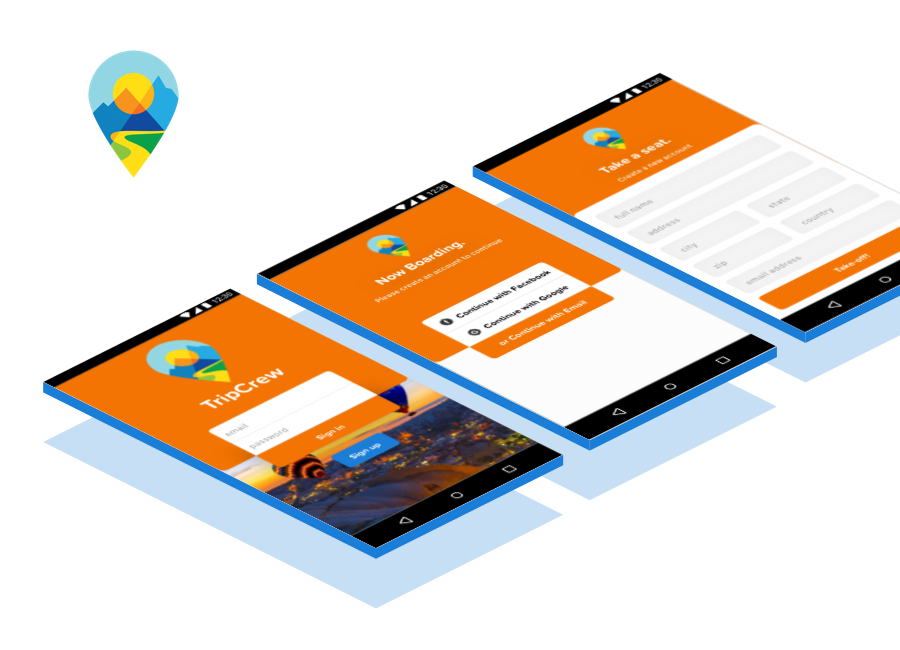 12:30
TripCrew
email
password
Sign in
Sign up
12:30
Now Boarding.
Please create an account to continue
Continue with Facebook
Continue with Google
or Continue with Email
12:30
Take a seat.
Create a new account
full name
address
city
state
zip
country
email address
Take off!